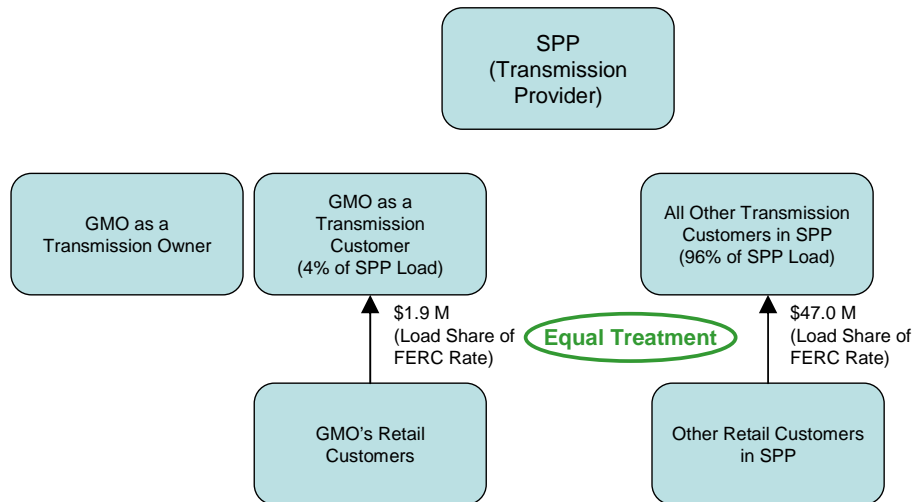 SPP
(Transmission
Provider)
GMO as a
Transmission Owner
GMO as a
Transmission
Customer
(4% of SPP Load)
All Other Transmission
Customers in SPP
(96% of SPP Load)
$1.9 M
(Load Share of
FERC Rate)
Equal Treatment
$47.0 M
(Load Share of
FERC Rate)
GMO's Retail
Customers
Other Retail Customers
in SPP